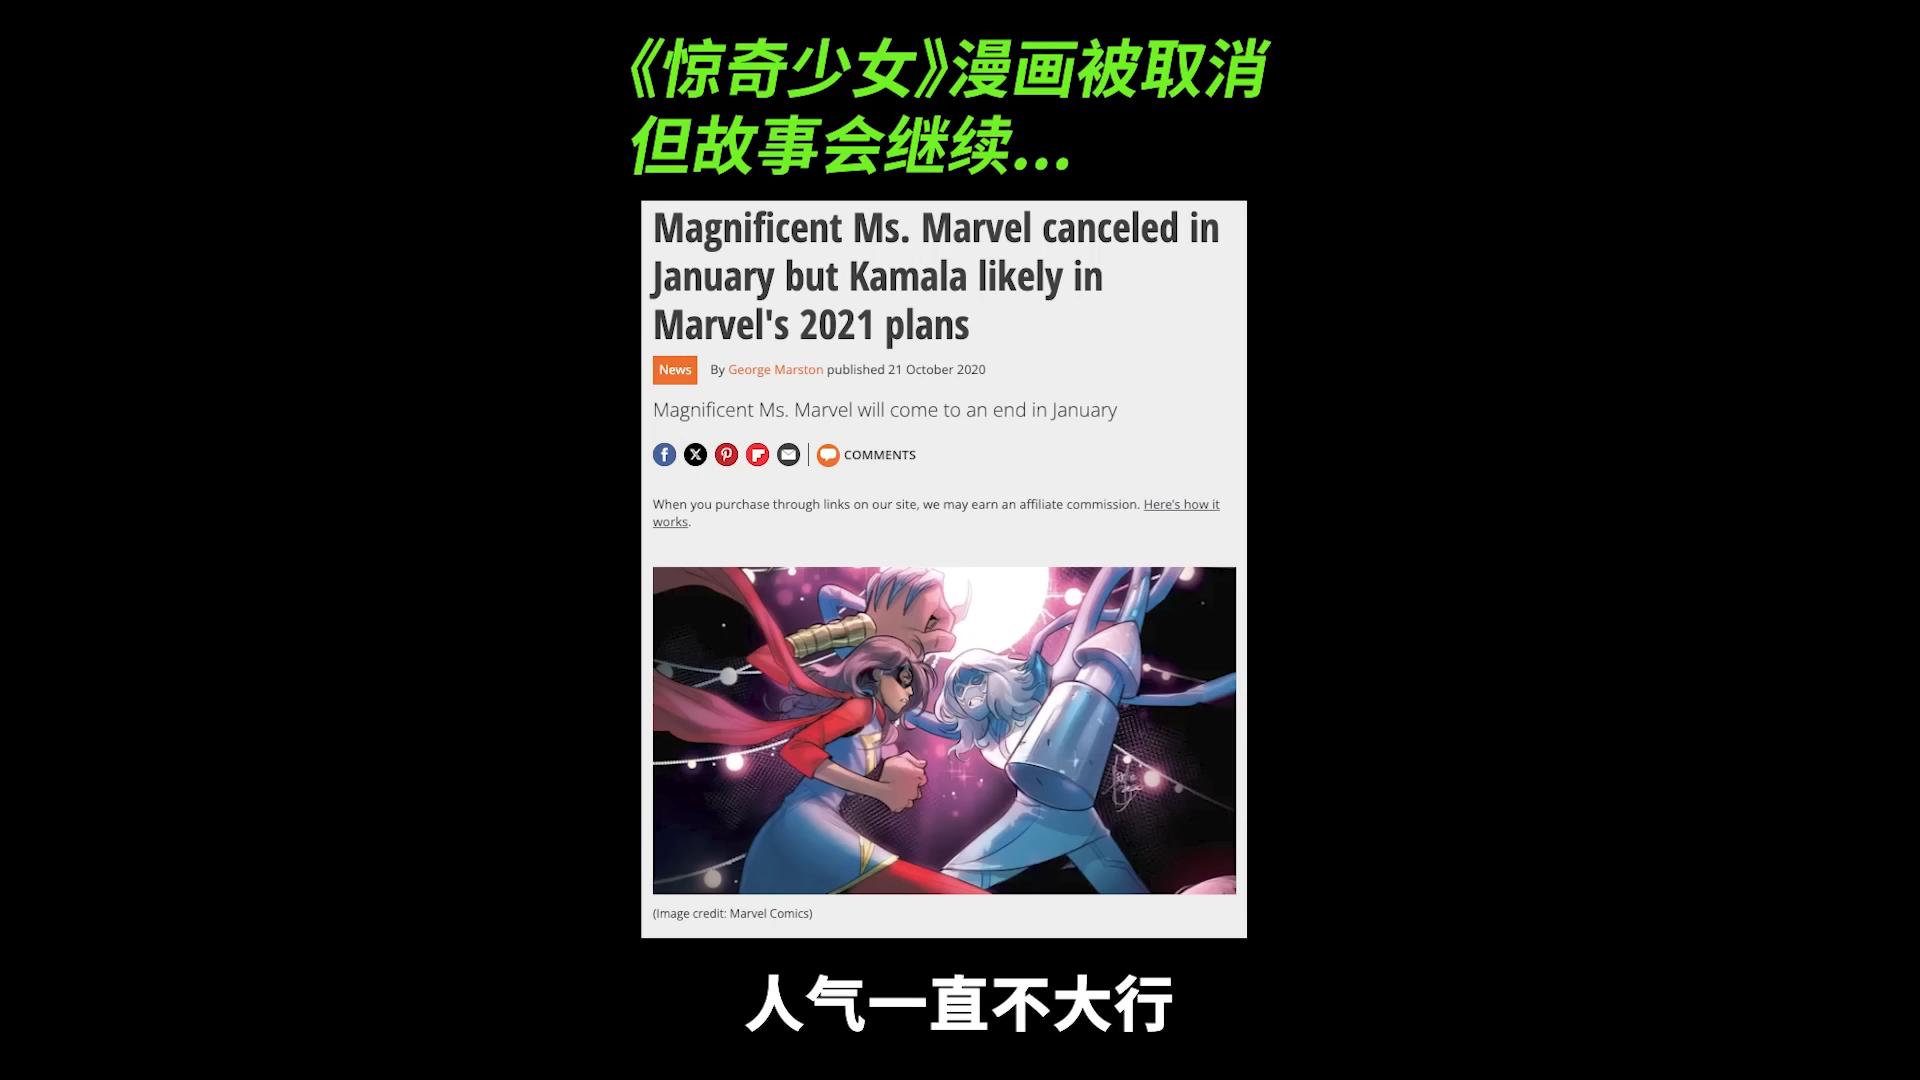 《惊奇少女》漫画被取消
但故事会继续...
Magnificent Ms. Marvel canceled in
January but Kamala likely in
Marvel's 2021 plans
News By George Marston published 21 October 2020
Magnificent Ms. Marvel will come to an end in January
COMMENTS
When you purchase through links on our site, we may earn an affiliate commission. Here's how it
works.
(Image credit: Marvel Comics)
人气一直不大行